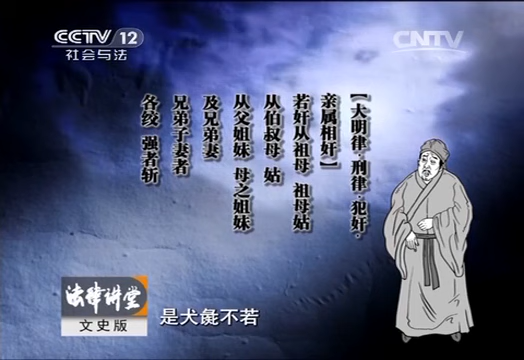 CCTV 12
社会与法
CNTV
【大明律·刑律·犯奸·
亲属相奸】
若奸从祖母 祖母姑
从伯叔母 姑
从父姐妹 母之姐妹
及兄弟妻
兄弟子妻者
各绞 强者斩
法律讲堂
文史版
是犬彘不若